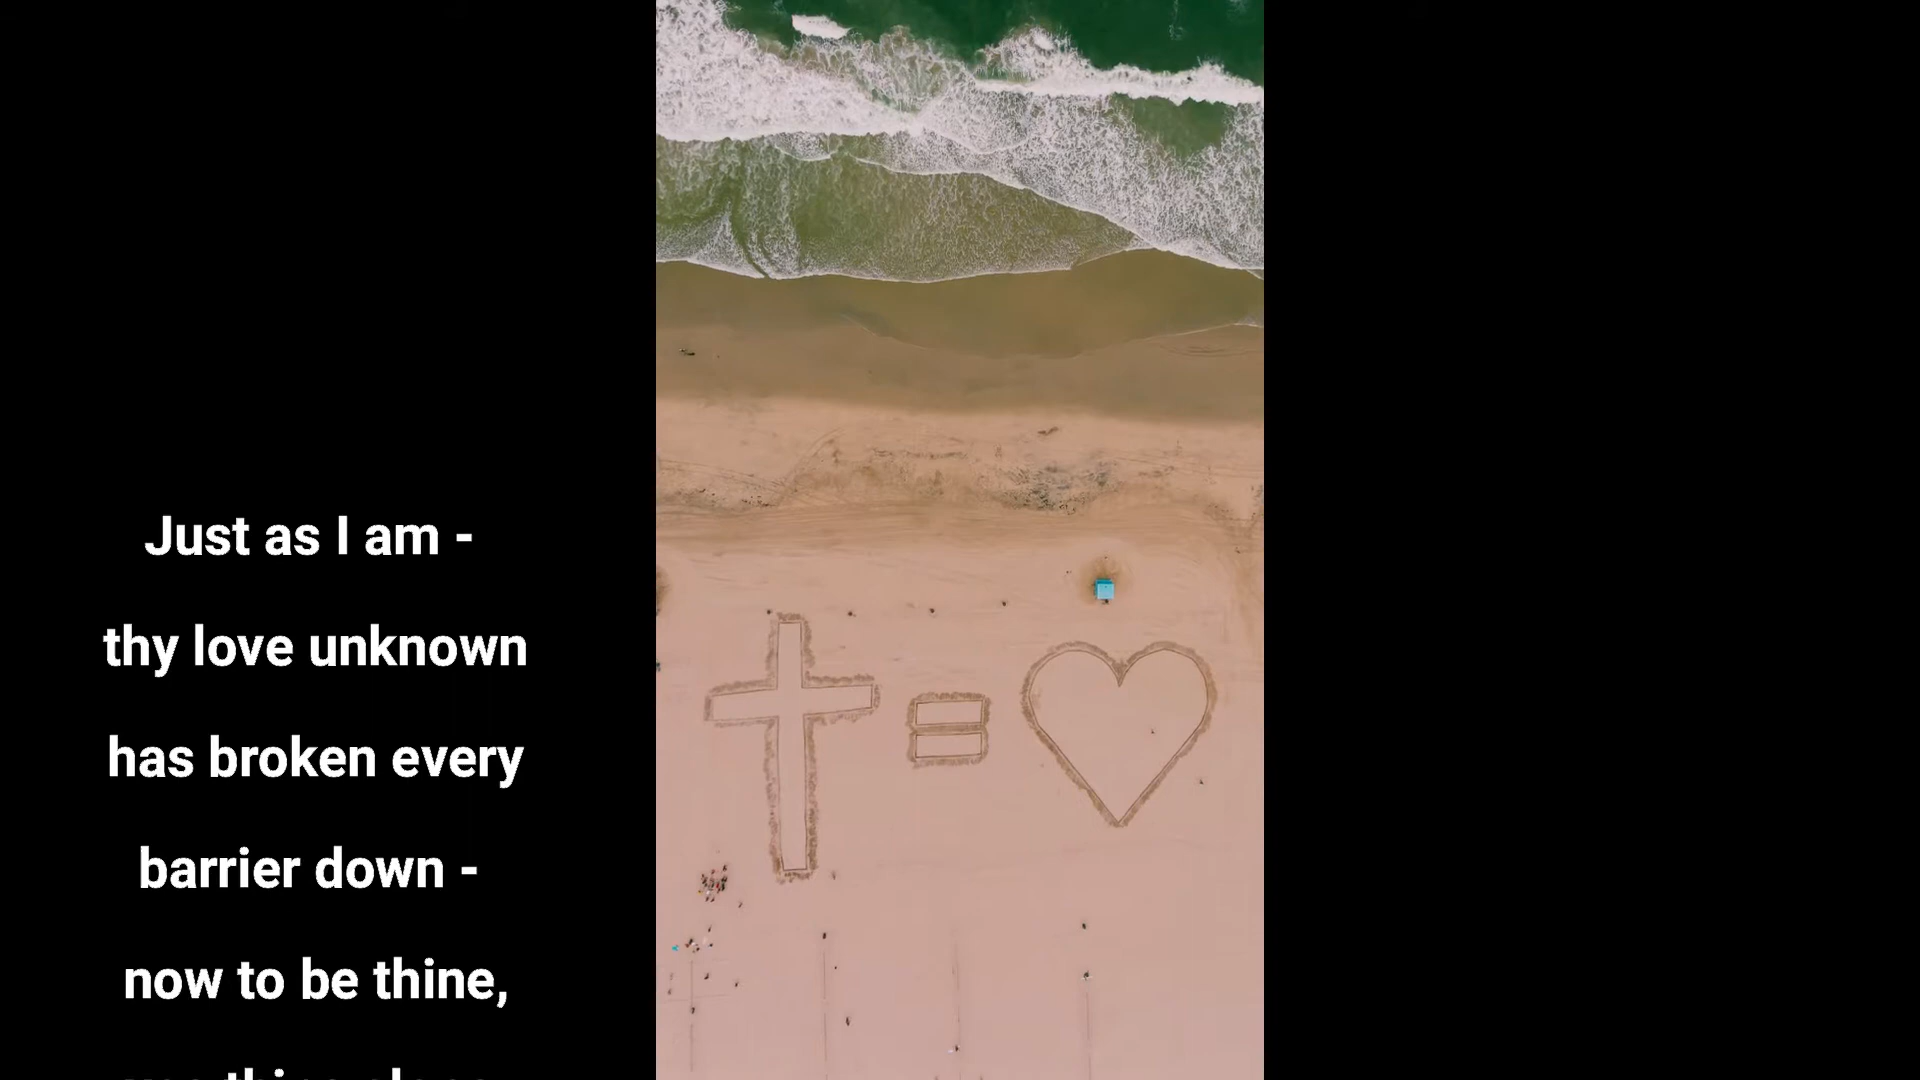 Just as I am -
thy love unknown
has broken every
barrier down -
now to be thine,